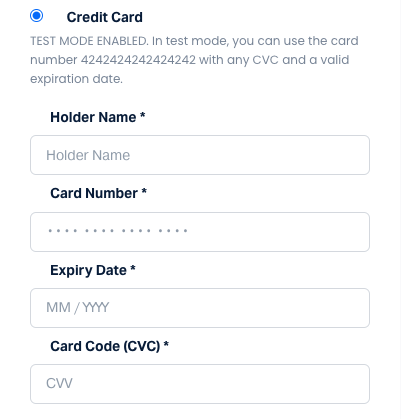 Credit Card
TEST MODE ENABLED. In test mode, you can use the card
number 4242424242424242 with any CVC and a valid
expiration date.
Holder Name *
Holder Name
Card Number *
•••• •••• •••• ••••
Expiry Date *
MM / YYYY
Card Code (CVC) *
CVV